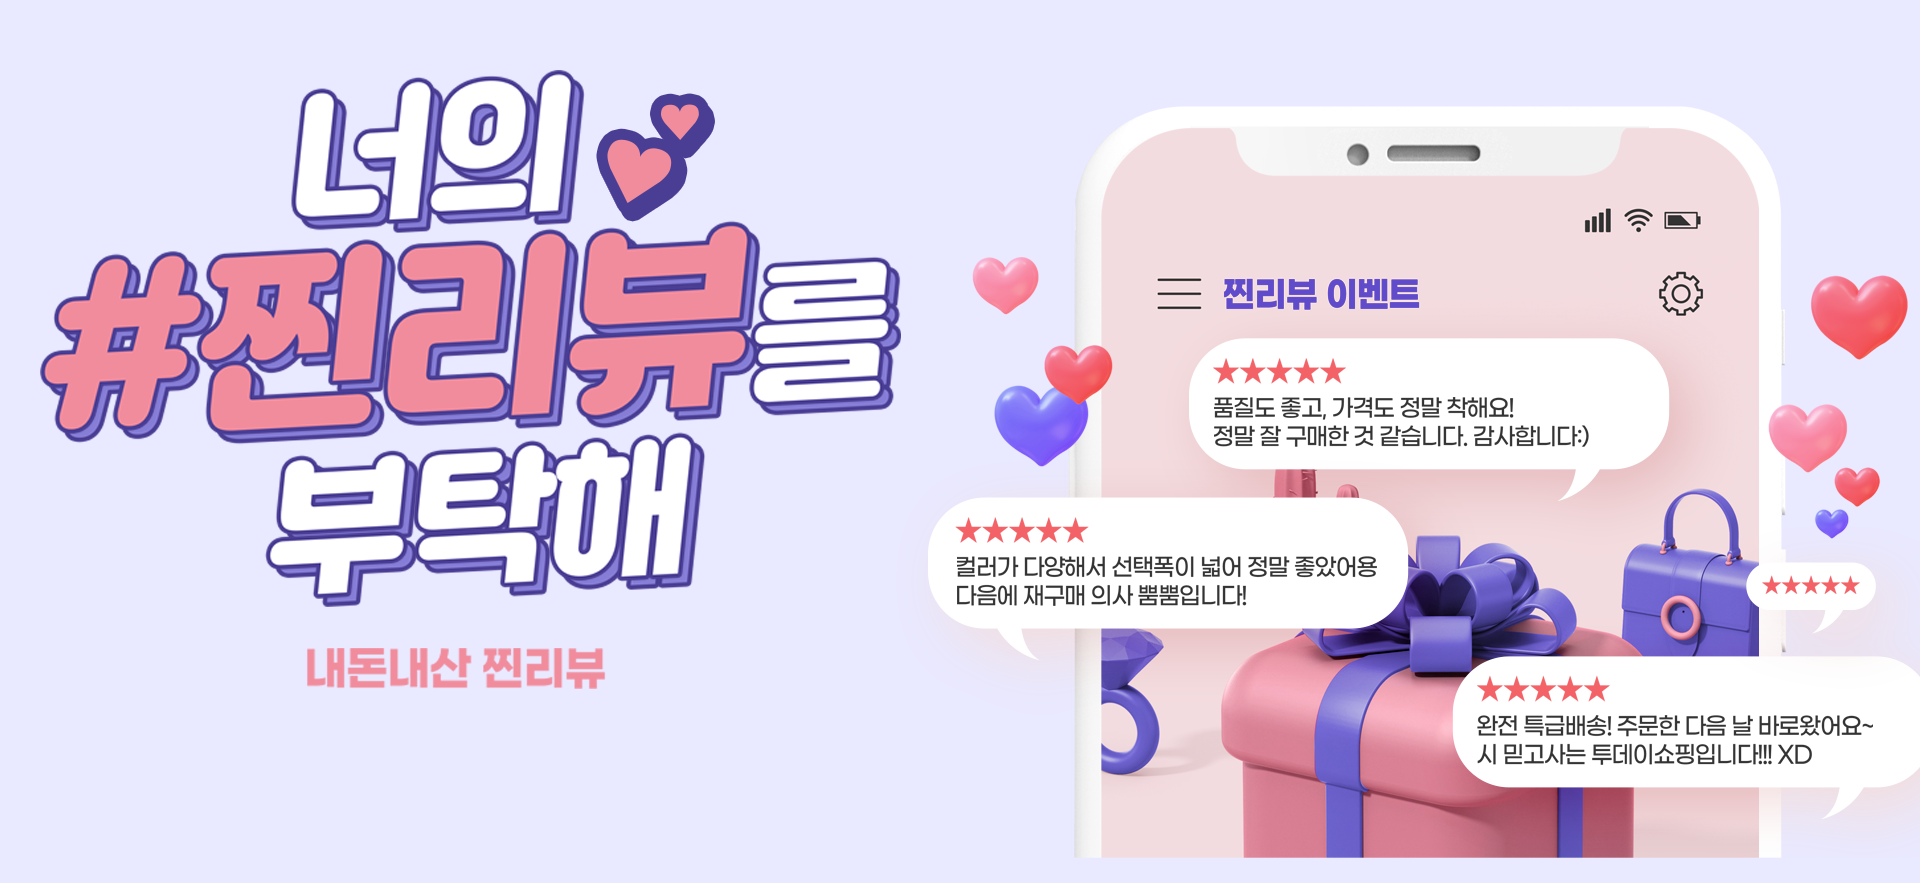 너의
#찐리뷰를
부탁해
내돈내산 찐리뷰
찐리뷰 이벤트
★★★★★
품질도 좋고, 가격도 정말 착해요!
정말 잘 구매한 것 같습니다. 감사합니다:)
★★★★★
컬러가 다양해서 선택폭이 넓어 정말 좋았어용
다음에 재구매 의사 뿜뿜입니다!
★★★★★
★★★★★
완전 특급배송! 주문한 다음 날 바로왔어요~
시 믿고사는 투데이쇼핑입니다!!! XD